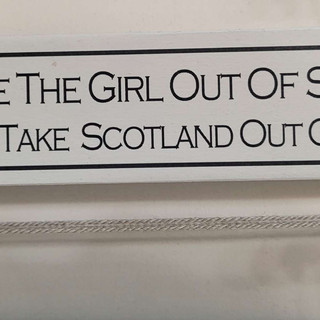 E THE GIRL OUT OF S
TAKE SCOTLAND OUT O